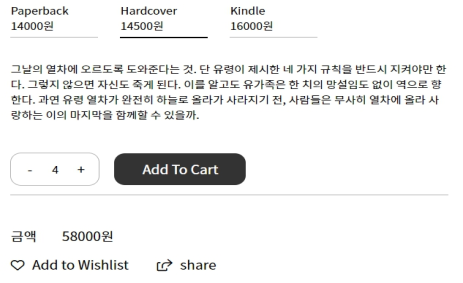 Paperback Hardcover Kindle
14000원 14500원 16000원
그날의 열차에 오르도록 도와준다는 것. 단 유령이 제시한 네 가지 규칙을 반드시 지켜야만 한
다. 그렇지 않으면 자신도 죽게 된다. 이를 알고도 유가족은 한 치의 망설임도 없이 역으로 향
한다. 과연 유령 열차가 완전히 하늘로 올라가 사라지기 전, 사람들은 무사히 열차에 올라 사
랑하는 이의 마지막을 함께할 수 있을까.
- 4 + Add To Cart
금액 58000원
Add to Wishlist share